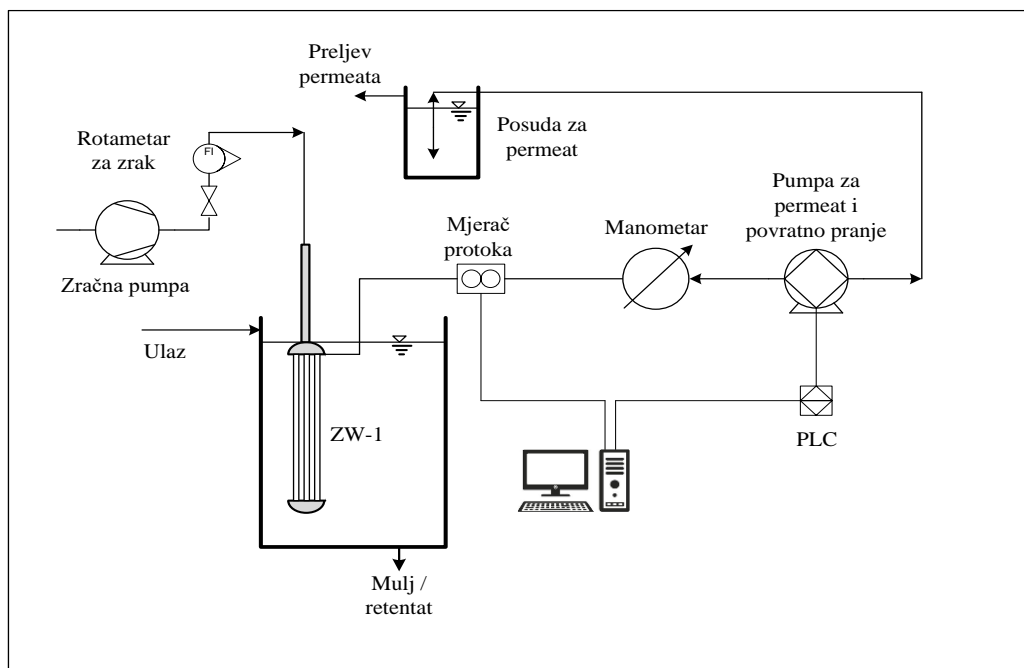 Preljev
permeata
Rotametar
za zrak
FI
Posuda za
permeat
Pumpa za
permeat i
povratno pranje
Mjerač
protoka
Manometar
Zračna pumpa
Ulaz
ZW-1
PLC
Mulj /
retentat